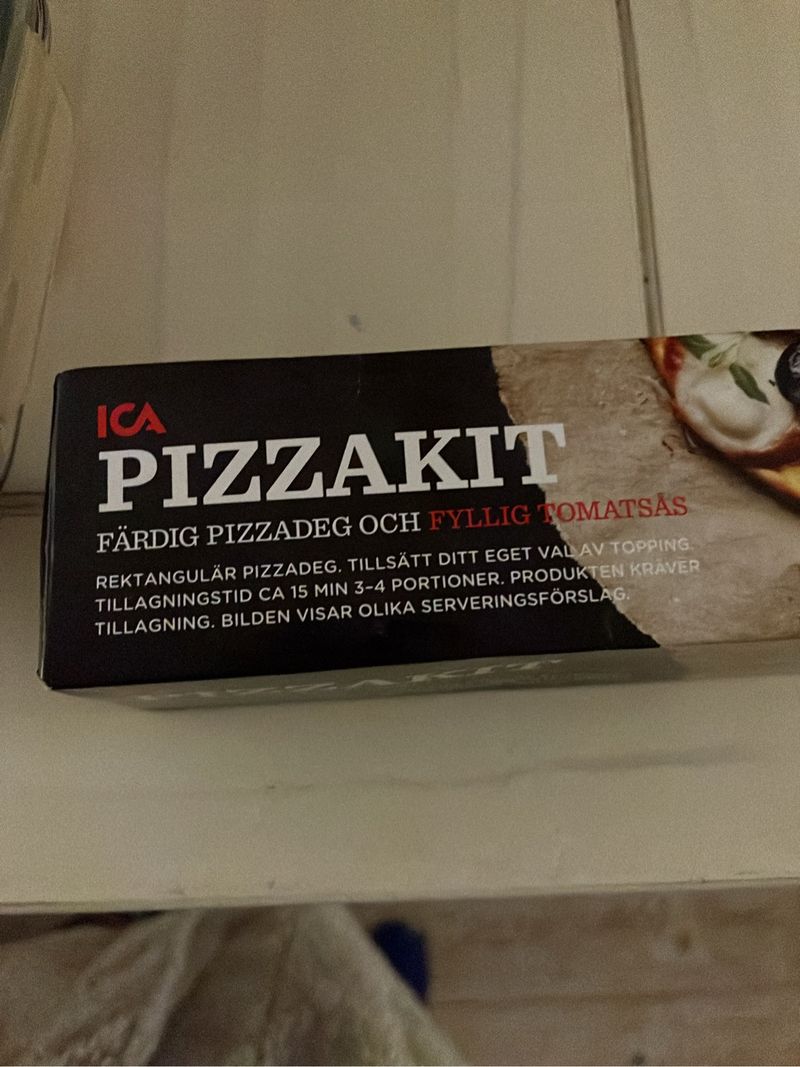 ICA
PIZZAKIT
FÄRDIG PIZZADEG OCH FYLLIG TOMATSÅS
REKTANGULÄR PIZZADEG. TILLSÄTT DITT EGET VAL AV TOPPING.
TILLAGNINGSTID CA 15 MIN 3-4 PORTIONER. PRODUKTEN KRÄVER
TILLAGNING. BILDEN VISAR OLIKA SERVERINGSFÖRSLAG.
PIZZAKIT